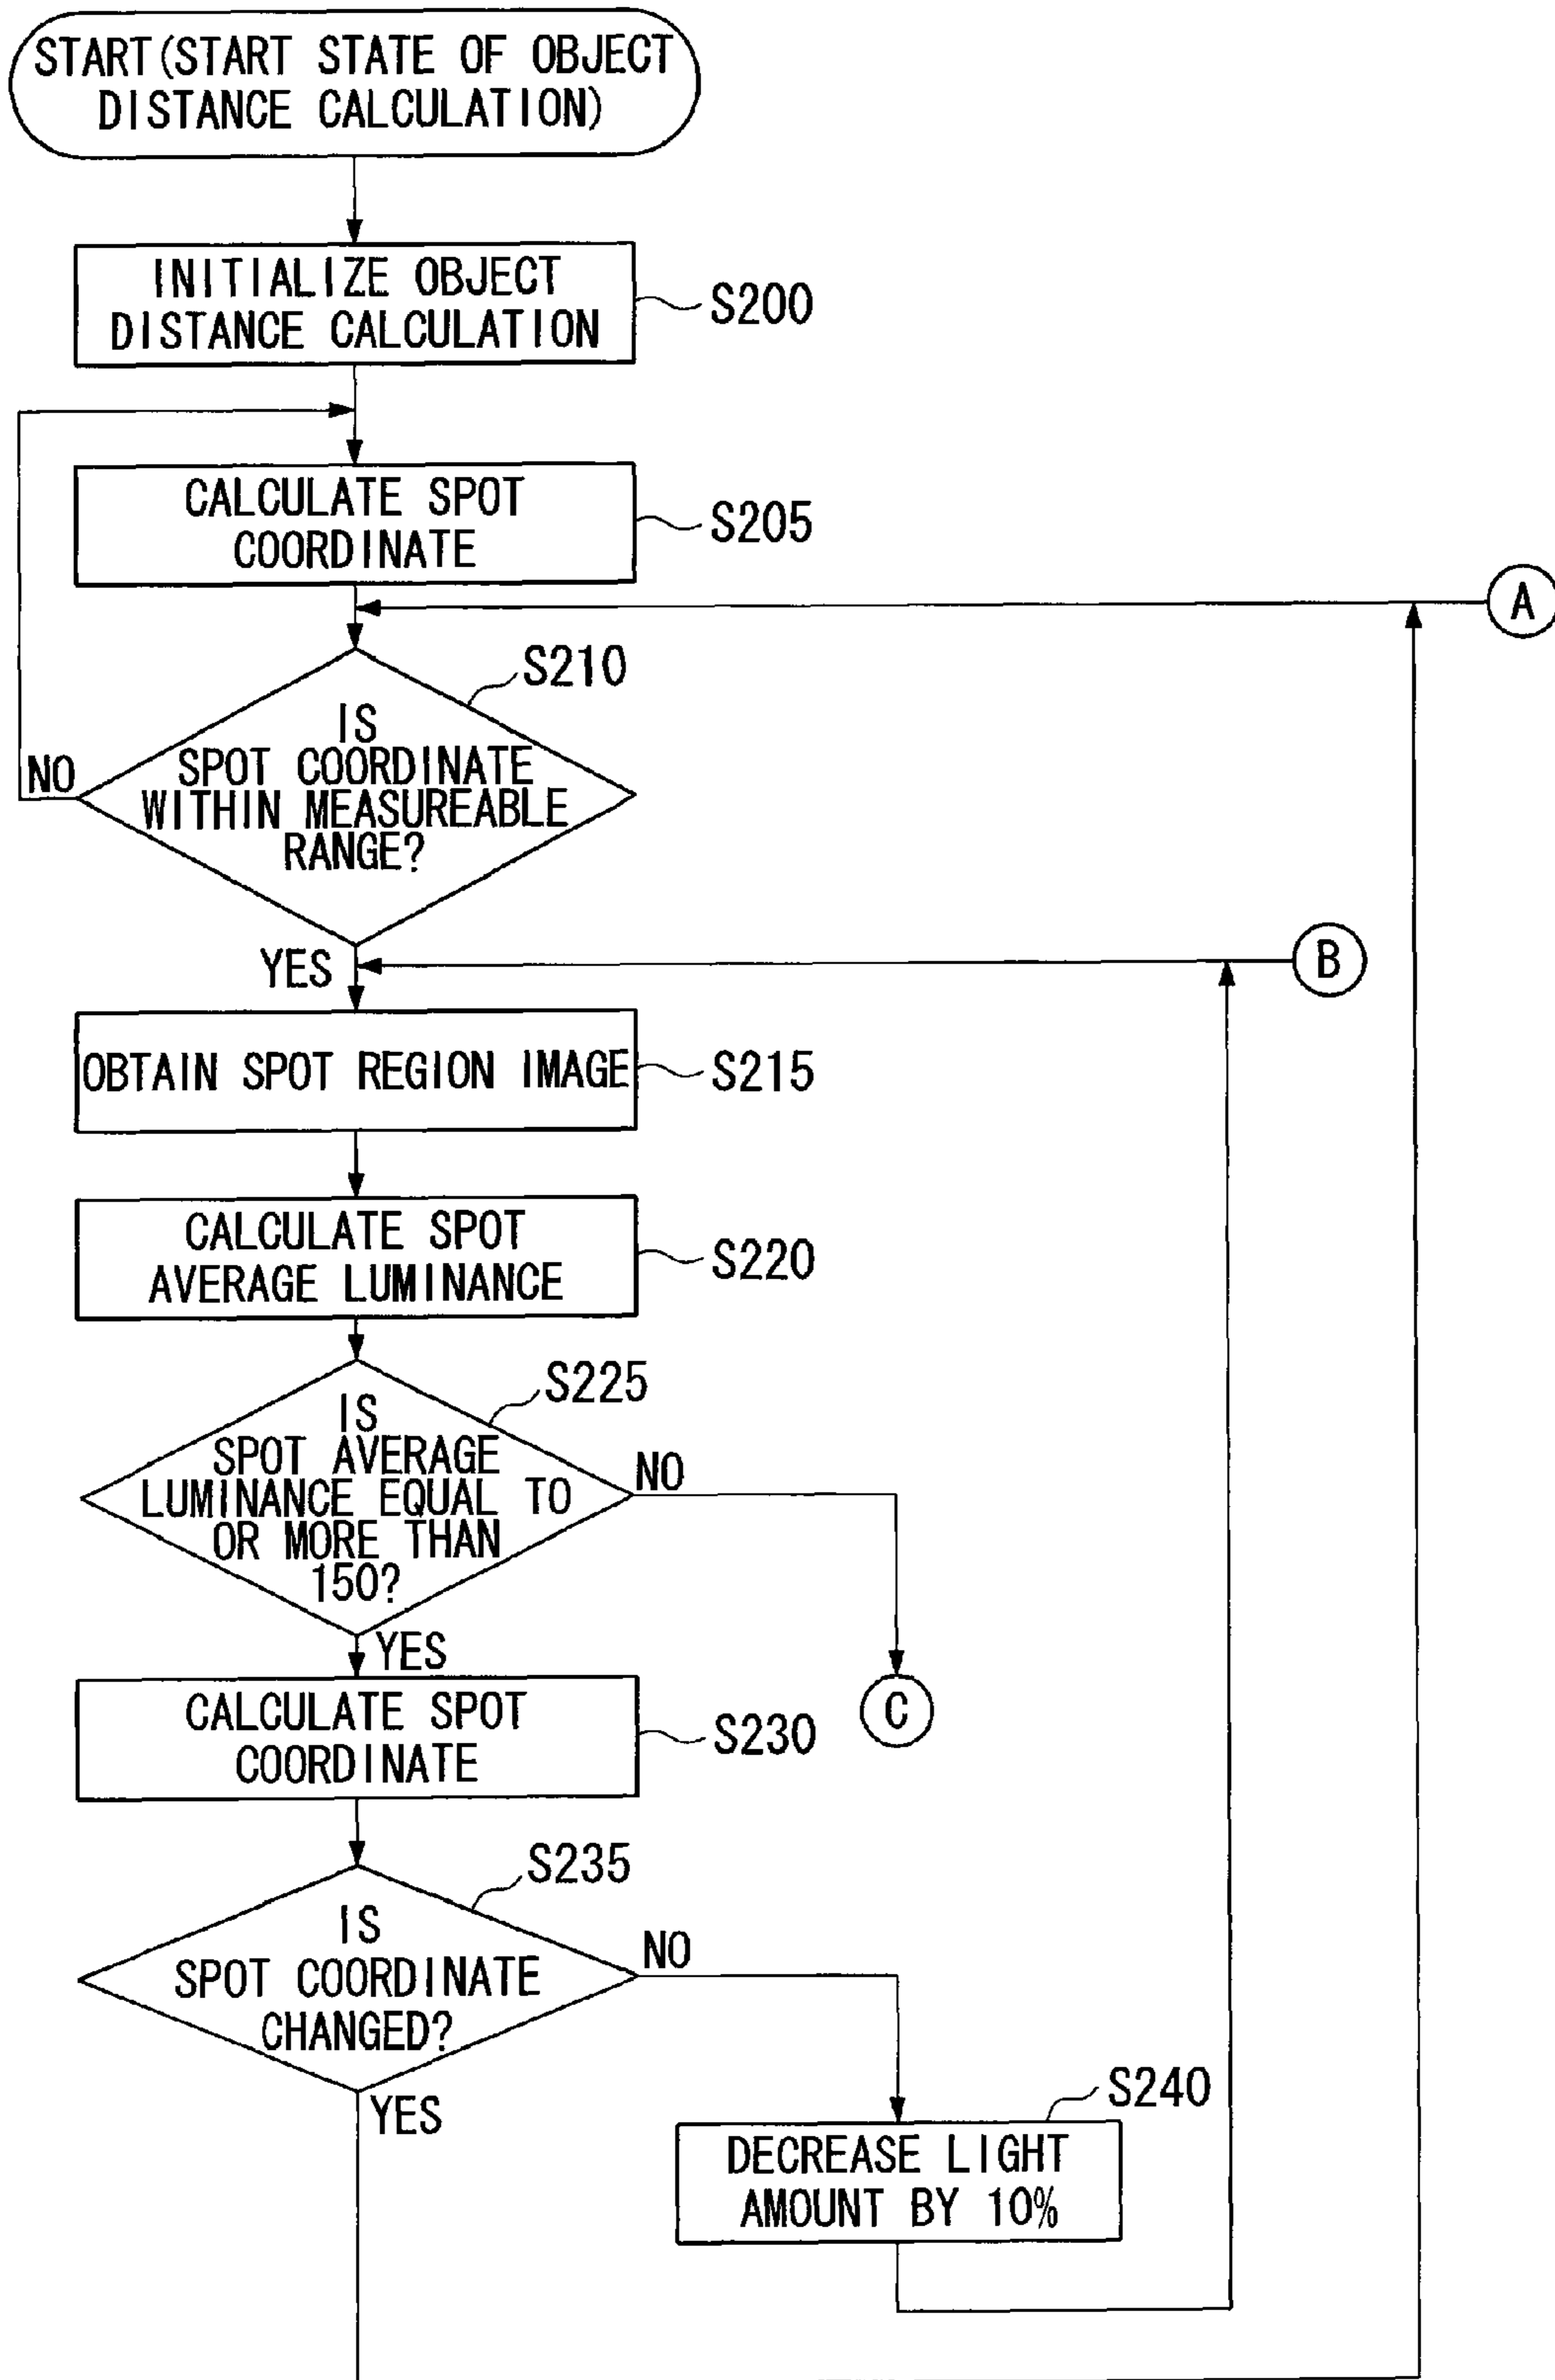 START(START STATE OF OBJECT
DISTANCE CALCULATION)
INITIALIZE OBJECT
DISTANCE CALCULATION
S200
CALCULATE SPOT
COORDINATE
S205
A
S210
IS
SPOT COORDINATE
WITHIN MEASUREABLE
RANGE?
NO
YES
B
OBTAIN SPOT REGION IMAGE
S215
CALCULATE SPOT
AVERAGE LUMINANCE
S220
S225
IS
SPOT AVERAGE
LUMINANCE EQUAL TO
OR MORE THAN
150?
NO
YES
C
CALCULATE SPOT
COORDINATE
S230
S235
IS
SPOT COORDINATE
CHANGED?
NO
YES
S240
DECREASE LIGHT
AMOUNT BY 10%